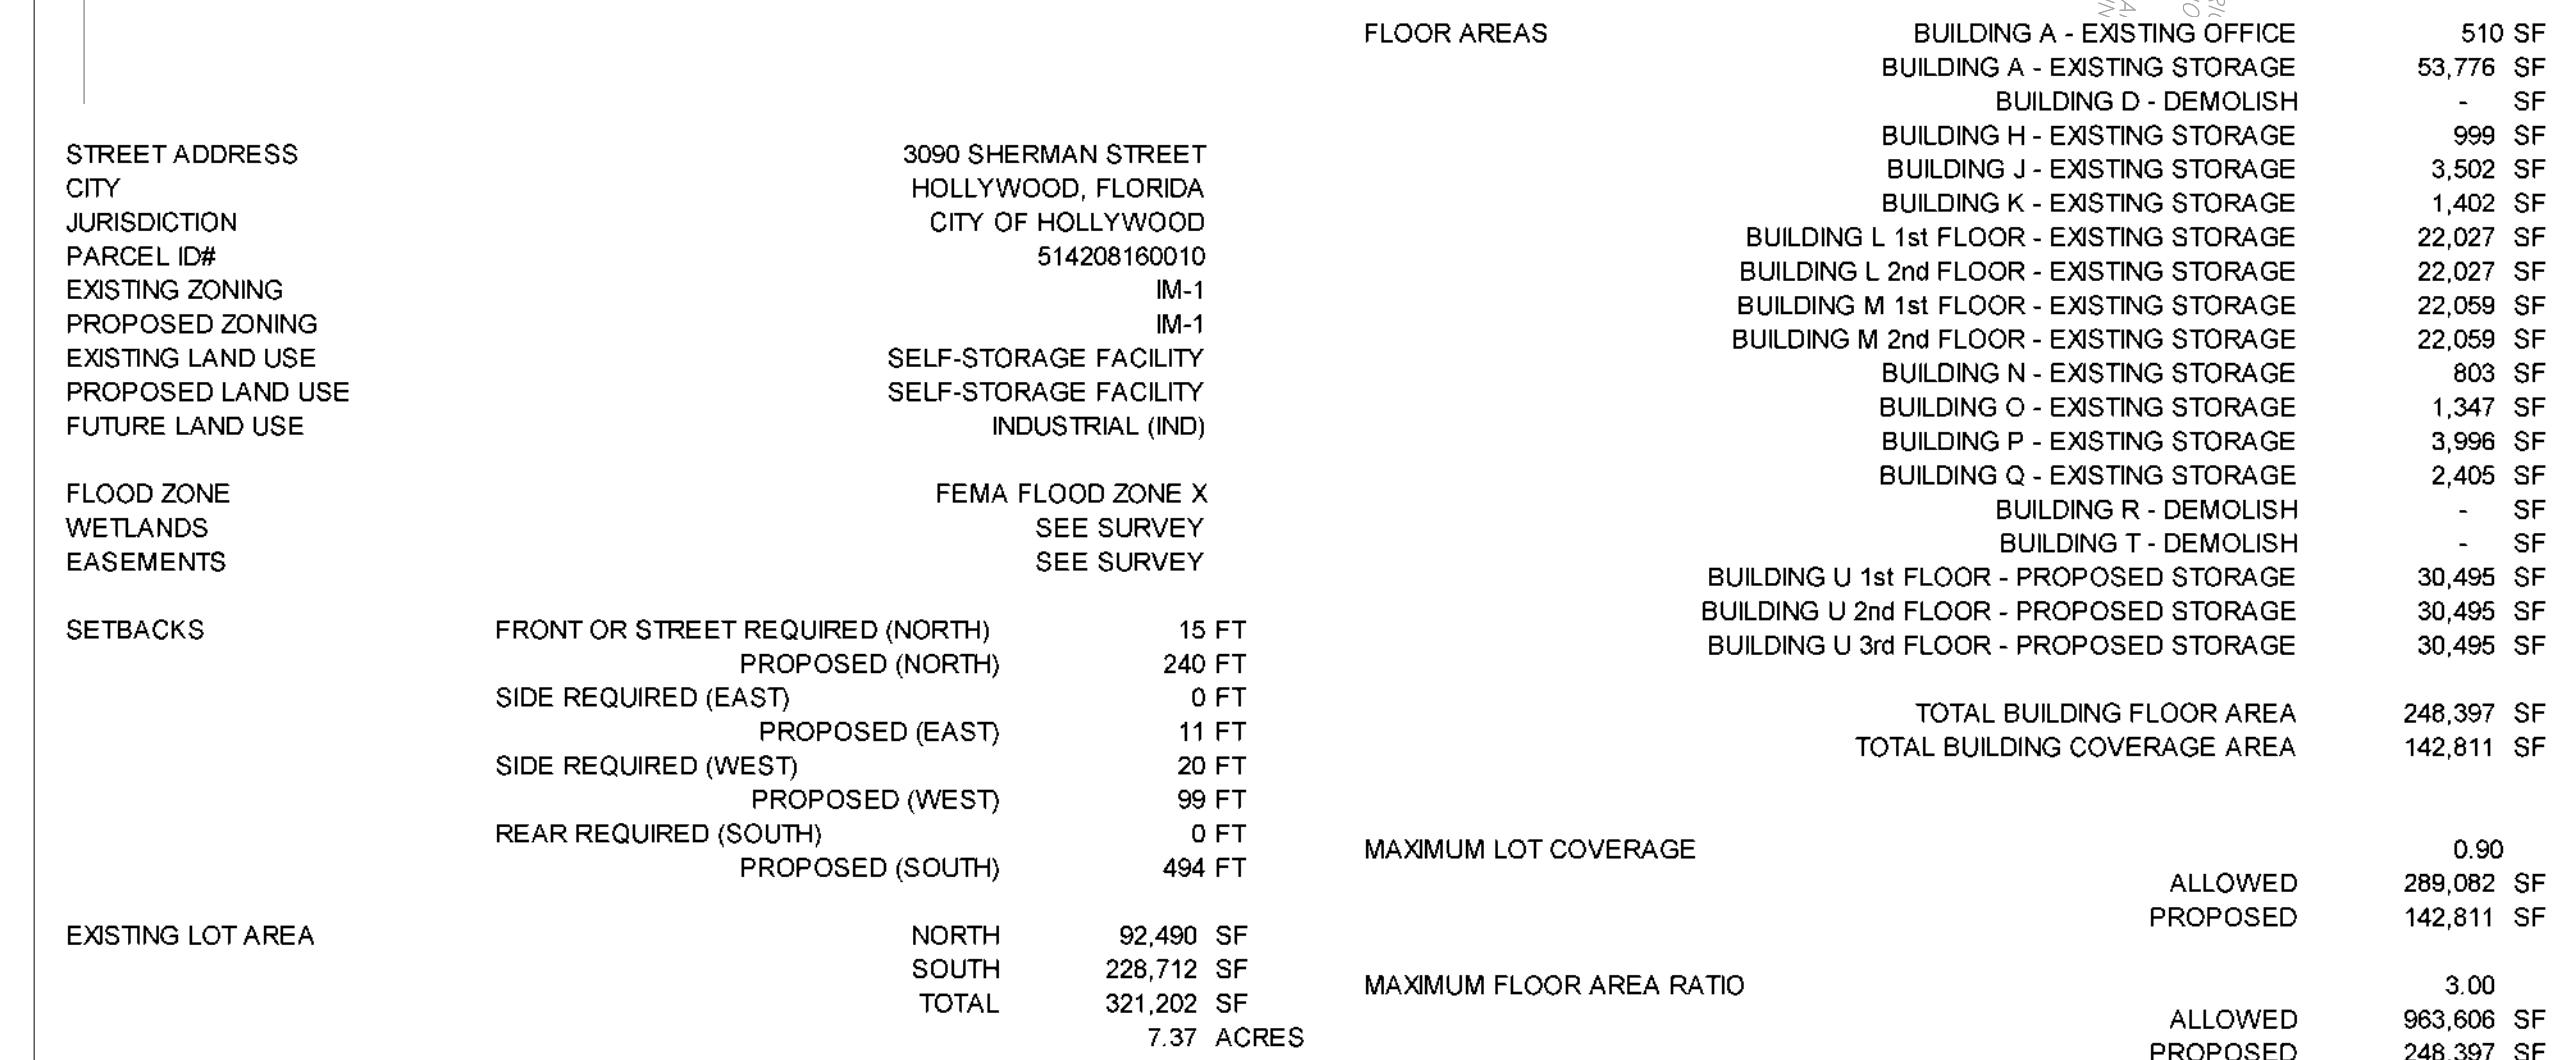 STREET ADDRESS 3090 SHERMAN STREET
CITY HOLLYWOOD, FLORIDA
JURISDICTION CITY OF HOLLYWOOD
PARCEL ID# 514208160010
EXISTING ZONING IM-1
PROPOSED ZONING IM-1
EXISTING LAND USE SELF-STORAGE FACILITY
PROPOSED LAND USE SELF-STORAGE FACILITY
FUTURE LAND USE INDUSTRIAL (IND)
FLOOD ZONE FEMA FLOOD ZONE X
WETLANDS SEE SURVEY
EASEMENTS SEE SURVEY
SETBACKS FRONT OR STREET REQUIRED (NORTH) 15 FT
PROPOSED (NORTH) 240 FT
SIDE REQUIRED (EAST) 0 FT
PROPOSED (EAST) 11 FT
SIDE REQUIRED (WEST) 20 FT
PROPOSED (WEST) 99 FT
REAR REQUIRED (SOUTH) 0 FT
PROPOSED (SOUTH) 494 FT
EXISTING LOT AREA NORTH 92,490 SF
SOUTH 228,712 SF
TOTAL 321,202 SF
7.37 ACRES
FLOOR AREAS BUILDING A - EXISTING OFFICE 510 SF
BUILDING A - EXISTING STORAGE 53,776 SF
BUILDING D - DEMOLISH - SF
BUILDING H - EXISTING STORAGE 999 SF
BUILDING J - EXISTING STORAGE 3,502 SF
BUILDING K - EXISTING STORAGE 1,402 SF
BUILDING L 1st FLOOR - EXISTING STORAGE 22,027 SF
BUILDING L 2nd FLOOR - EXISTING STORAGE 22,027 SF
BUILDING M 1st FLOOR - EXISTING STORAGE 22,059 SF
BUILDING M 2nd FLOOR - EXISTING STORAGE 22,059 SF
BUILDING N - EXISTING STORAGE 803 SF
BUILDING O - EXISTING STORAGE 1,347 SF
BUILDING P - EXISTING STORAGE 3,996 SF
BUILDING Q - EXISTING STORAGE 2,405 SF
BUILDING R - DEMOLISH - SF
BUILDING T - DEMOLISH - SF
BUILDING U 1st FLOOR - PROPOSED STORAGE 30,495 SF
BUILDING U 2nd FLOOR - PROPOSED STORAGE 30,495 SF
BUILDING U 3rd FLOOR - PROPOSED STORAGE 30,495 SF
TOTAL BUILDING FLOOR AREA 248,397 SF
TOTAL BUILDING COVERAGE AREA 142,811 SF
MAXIMUM LOT COVERAGE 0.90
ALLOWED 289,082 SF
PROPOSED 142,811 SF
MAXIMUM FLOOR AREA RATIO 3.00
ALLOWED 963,606 SF
PROPOSED 248,397 SF